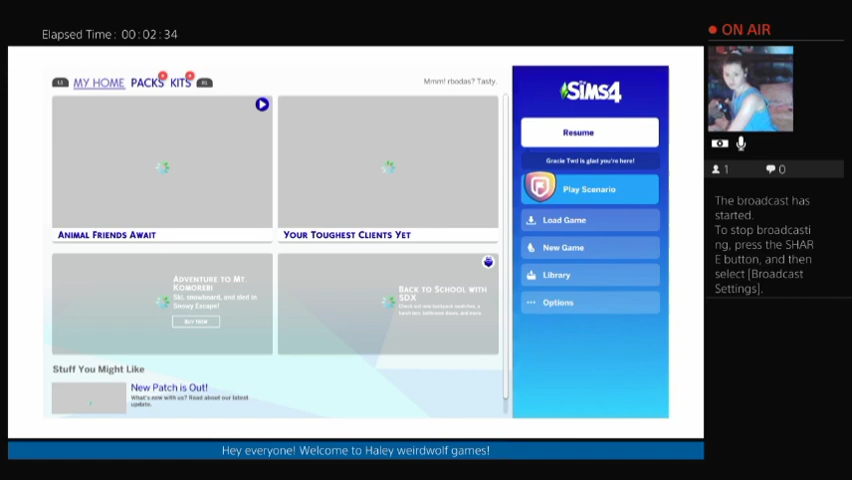 Elapsed Time : 00:02:34
ON AIR
L1 MY HOME PACKS KITS R1
Mmm! rbodas? Tasty.
THE SIMS 4
Resume
Gracie Twd is glad you're here!
Play Scenario
Load Game
New Game
Library
Options
ANIMAL FRIENDS AWAIT
YOUR TOUGHEST CLIENTS YET
ADVENTURE TO MT.
KOMOREBI
Ski, snowboard, and sled in
Snowy Escape!
BUY NOW
BACK TO SCHOOL WITH
SDX
Stuff You Might Like
New Patch is Out!
What's new with us? Read about our latest
update.
1
0
The broadcast has
started.
To stop broadcasti
ng, press the SHAR
E button, and then
select [Broadcast
Settings].
Hey everyone! Welcome to Haley weirdwolf games!